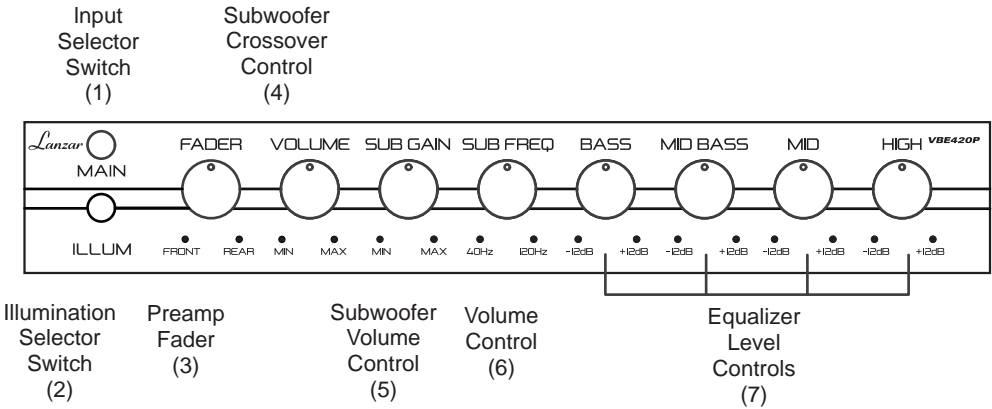 Input
Selector
Switch
(1)
Subwoofer
Crossover
Control
(4)
Lanzar
MAIN
FADER
VOLUME
SUB GAIN
SUB FREQ
BASS
MID BASS
MID
HIGH
VBE420P
ILLUM
FRONT
REAR
MIN
MAX
MIN
MAX
40Hz
120Hz
-12dB
+12dB
-12dB
+12dB
-12dB
+12dB
-12dB
+12dB
Illumination
Selector
Switch
(2)
Preamp
Fader
(3)
Subwoofer
Volume
Control
(5)
Volume
Control
(6)
Equalizer
Level
Controls
(7)